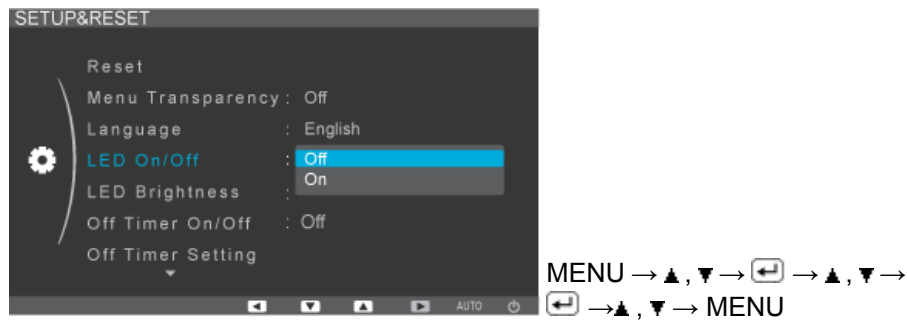 SETUP&RESET
Reset
Menu Transparency : Off
Language : English
LED On/Off : Off
On
LED Brightness :
Off Timer On/Off : Off
Off Timer Setting
AUTO
MENU → ▲ , ▼ → ↵ → ▲ , ▼ →
↵ → ▲ , ▼ → MENU